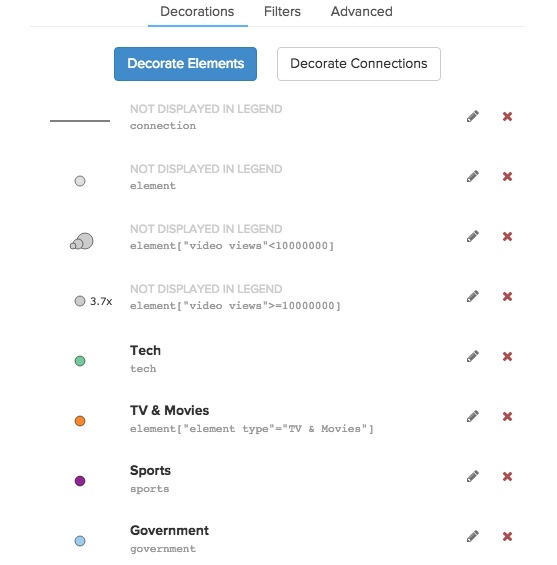 Decorations Filters Advanced
Decorate Elements Decorate Connections
NOT DISPLAYED IN LEGEND
connection
NOT DISPLAYED IN LEGEND
element
NOT DISPLAYED IN LEGEND
element["video views"<10000000]
NOT DISPLAYED IN LEGEND
3.7x
element["video views">=10000000]
Tech
tech
TV & Movies
element["element type"="TV & Movies"]
Sports
sports
Government
government